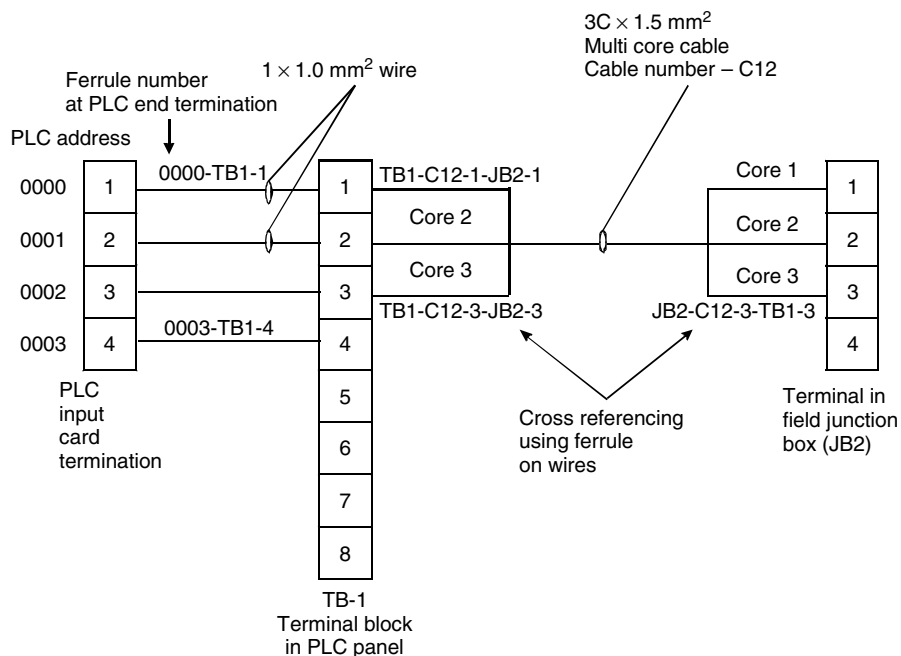 3C × 1.5 mm²
Multi core cable
Cable number – C12
1 × 1.0 mm² wire
Ferrule number
at PLC end termination
PLC address
0000
0001
0002
0003
1
2
3
4
PLC
input
card
termination
0000-TB1-1
0003-TB1-4
1
2
3
4
5
6
7
8
TB-1
Terminal block
in PLC panel
TB1-C12-1-JB2-1
Core 2
Core 3
TB1-C12-3-JB2-3
Cross referencing
using ferrule
on wires
Core 1
Core 2
Core 3
JB2-C12-3-TB1-3
1
2
3
4
Terminal in
field junction
box (JB2)